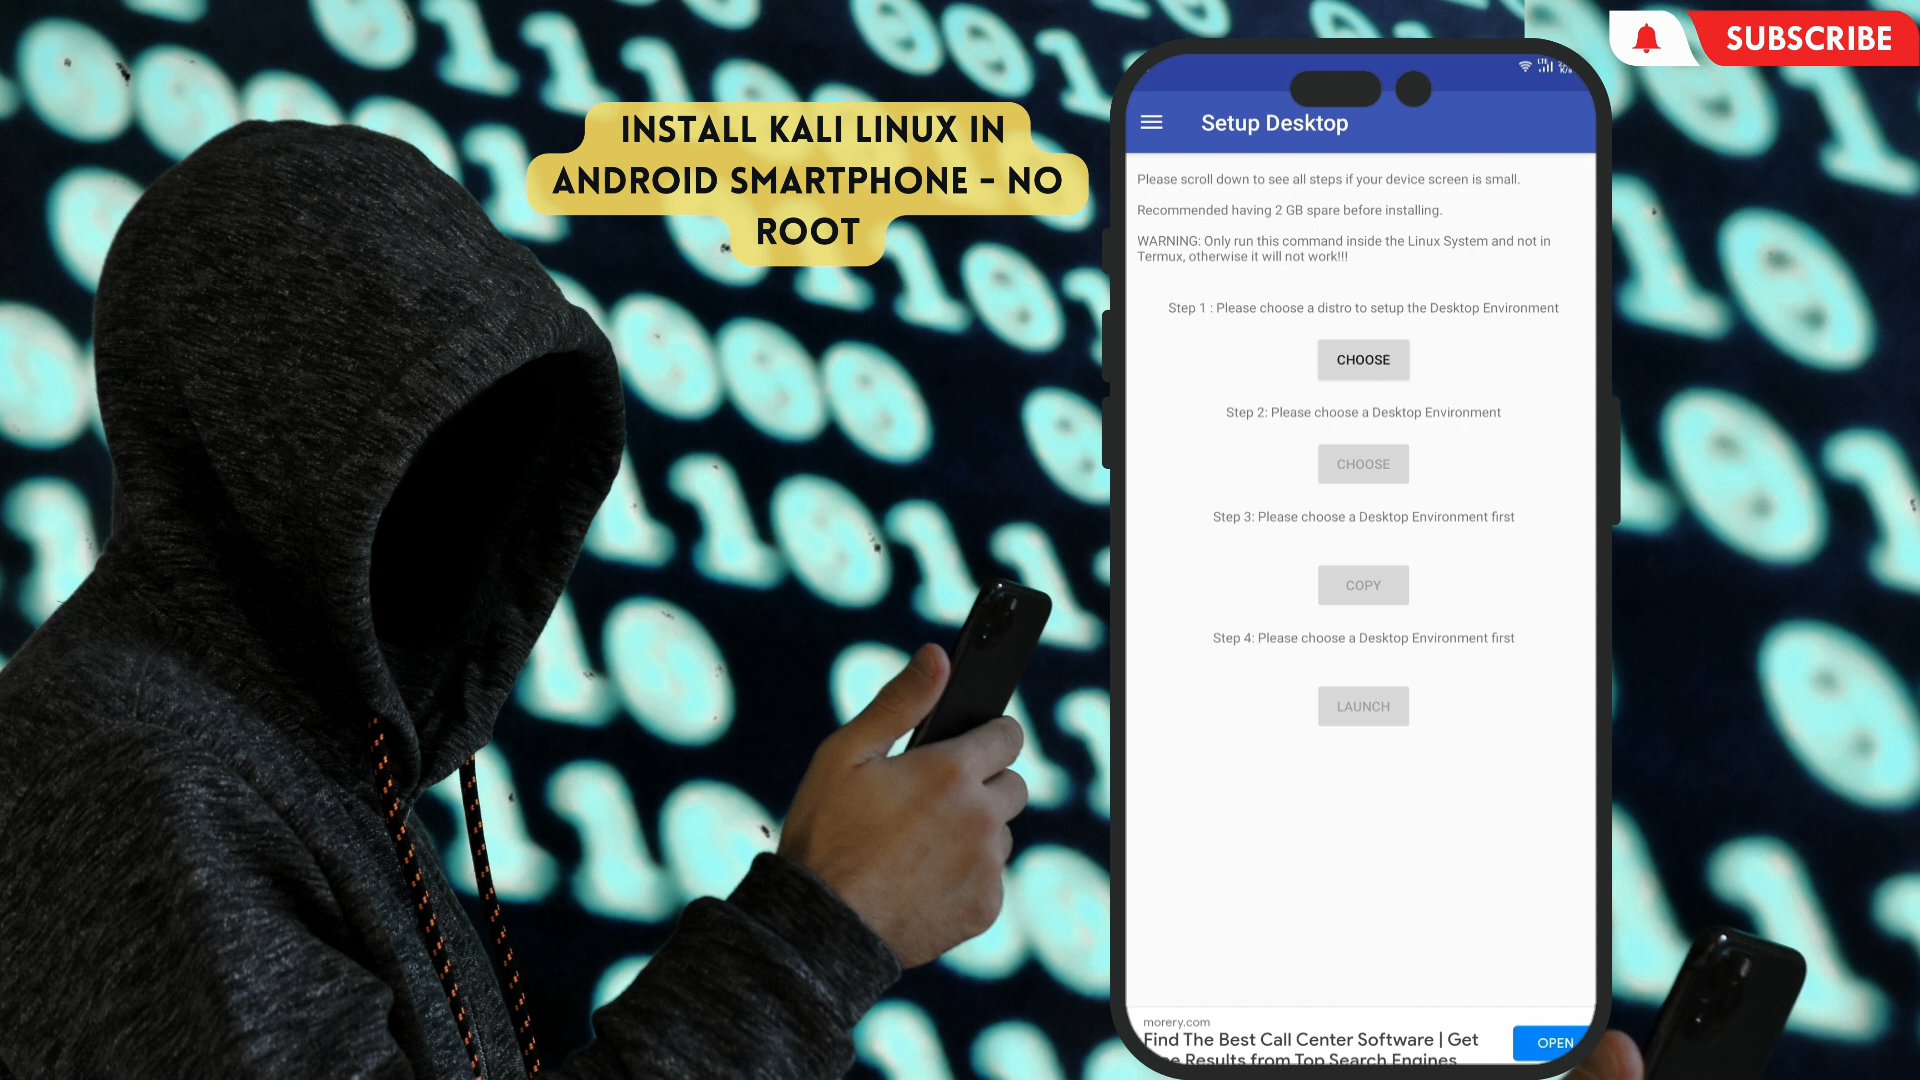 SUBSCRIBE
INSTALL KALI LINUX IN
ANDROID SMARTPHONE - NO
ROOT
LTE
Setup Desktop
Please scroll down to see all steps if your device screen is small.
Recommended having 2 GB spare before installing.
WARNING: Only run this command inside the Linux System and not in
Termux, otherwise it will not work!!!
Step 1 : Please choose a distro to setup the Desktop Environment
CHOOSE
Step 2: Please choose a Desktop Environment
CHOOSE
Step 3: Please choose a Desktop Environment first
COPY
Step 4: Please choose a Desktop Environment first
LAUNCH
morery.com
Find The Best Call Center Software | Get
Results from Top Search Engines
OPEN